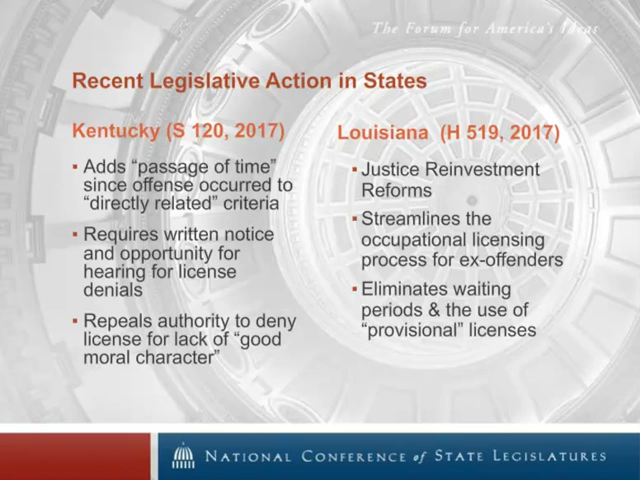 The Forum for America's Ideas
Recent Legislative Action in States
Kentucky (S 120, 2017)
▪ Adds “passage of time”
since offense occurred to
“directly related” criteria
▪ Requires written notice
and opportunity for
hearing for license
denials
▪ Repeals authority to deny
license for lack of “good
moral character”
Louisiana (H 519, 2017)
▪ Justice Reinvestment
Reforms
▪ Streamlines the
occupational licensing
process for ex-offenders
▪ Eliminates waiting
periods & the use of
“provisional” licenses
NATIONAL CONFERENCE of STATE LEGISLATURES